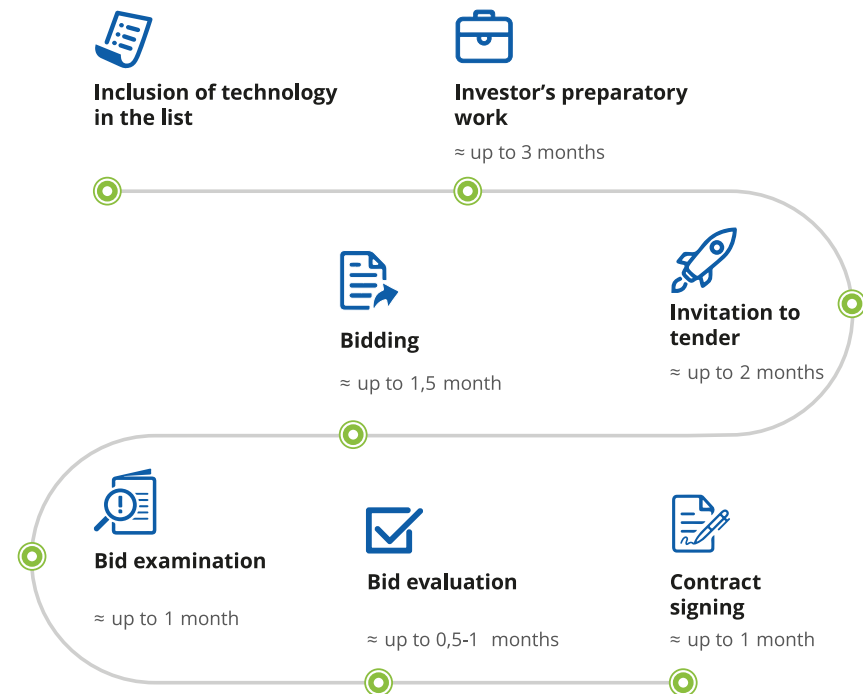 Inclusion of technology
in the list
Investor’s preparatory
work
≈ up to 3 months
Invitation to
tender
≈ up to 2 months
Bidding
≈ up to 1,5 month
Bid examination
≈ up to 1 month
Bid evaluation
≈ up to 0,5-1 months
Contract
signing
≈ up to 1 month